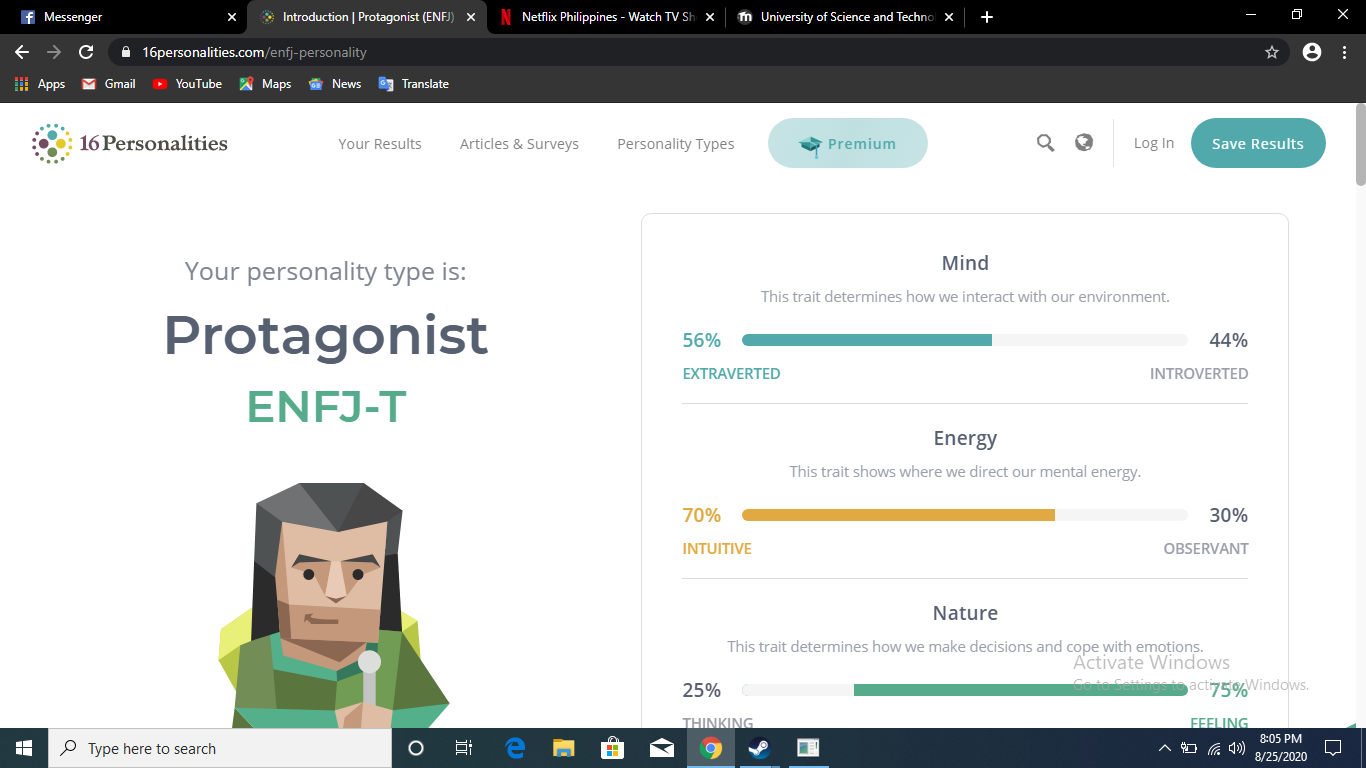 Messenger
Introduction | Protagonist (ENFJ)
Netflix Philippines - Watch TV Sh
University of Science and Technol
16personalities.com/enfj-personality
Apps
Gmail
YouTube
Maps
News
Translate
16Personalities
Your Results
Articles & Surveys
Personality Types
Premium
Log In
Save Results
Your personality type is:
Protagonist
ENFJ-T
Mind
This trait determines how we interact with our environment.
56%
44%
EXTRAVERTED
INTROVERTED
Energy
This trait shows where we direct our mental energy.
70%
30%
INTUITIVE
OBSERVANT
Nature
This trait determines how we make decisions and cope with emotions.
25%
75%
THINKING
FEELING
Activate Windows
Go to Settings to activate Windows.
Type here to search
8:05 PM
8/25/2020